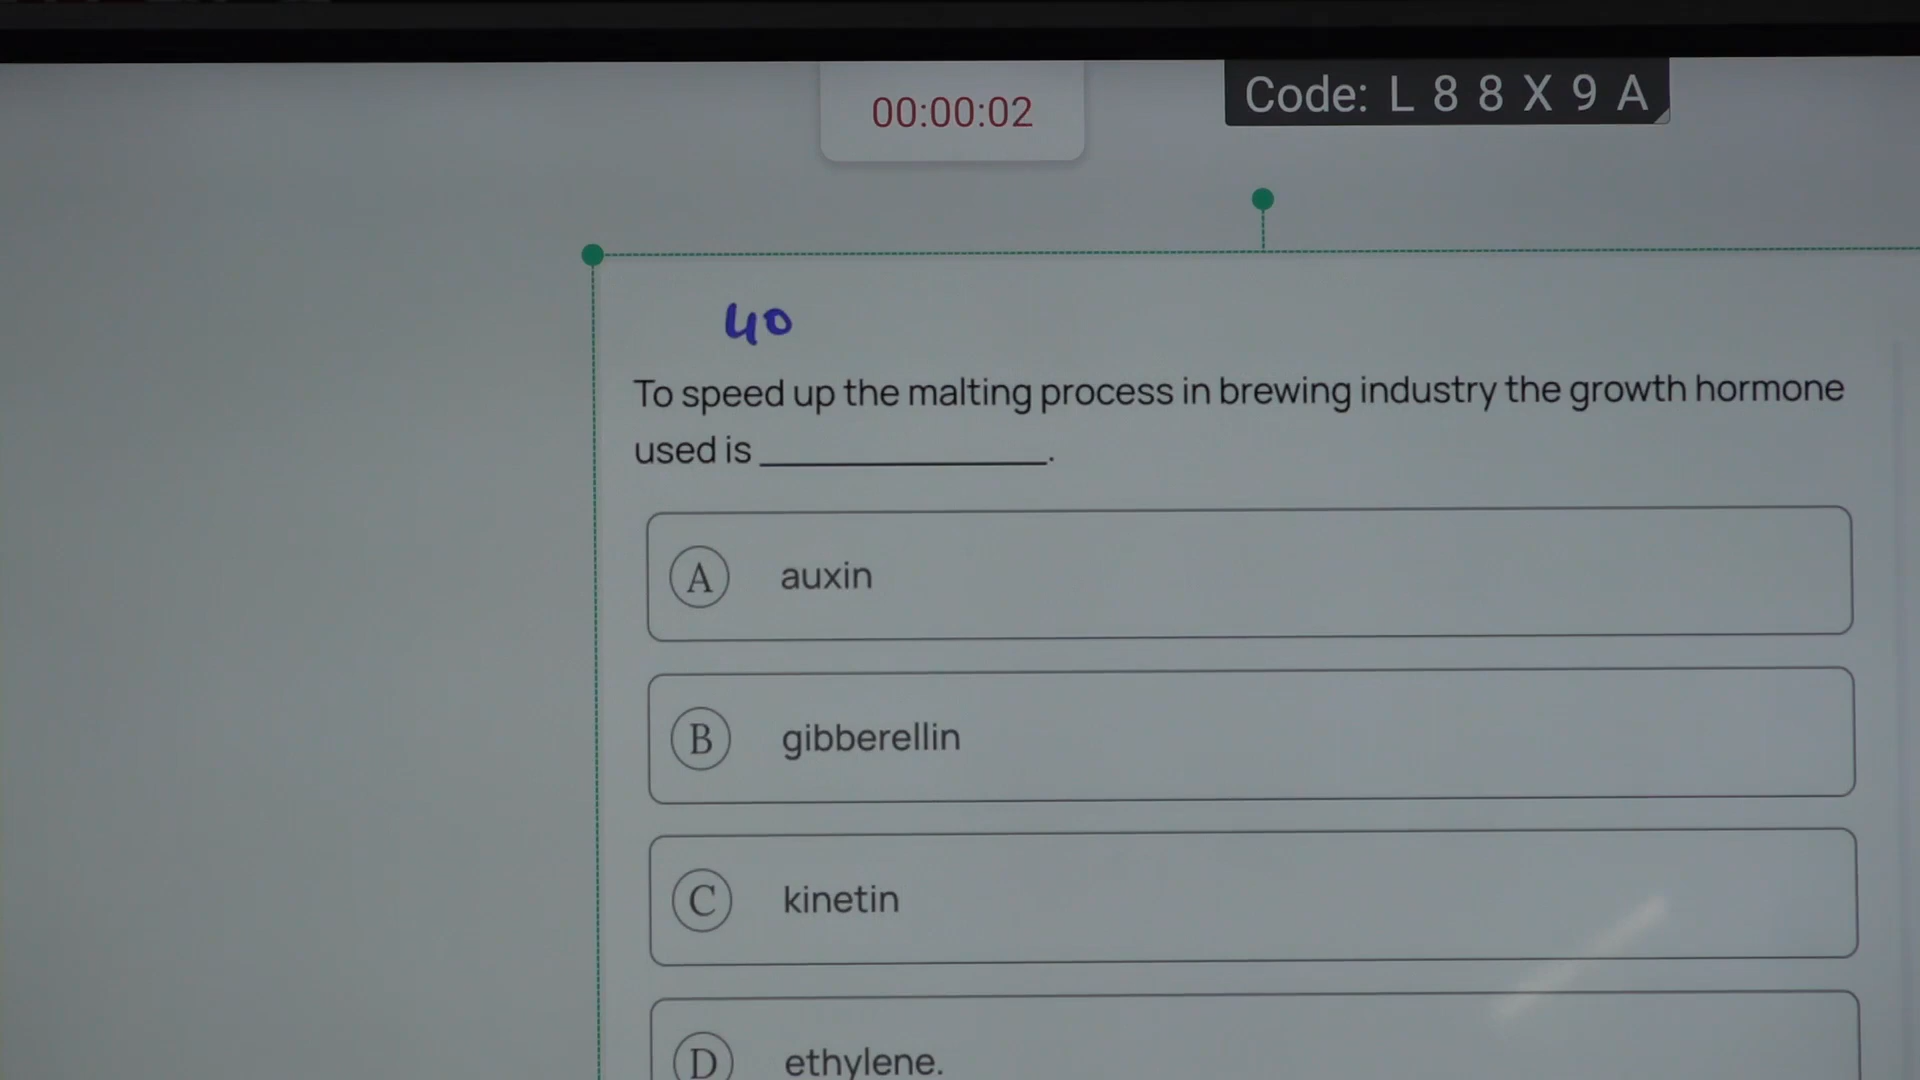 00:00:02
Code: L 8 8 X 9 A
40
To speed up the malting process in brewing industry the growth hormone
used is ______________.
A auxin
B gibberellin
C kinetin
D ethylene.